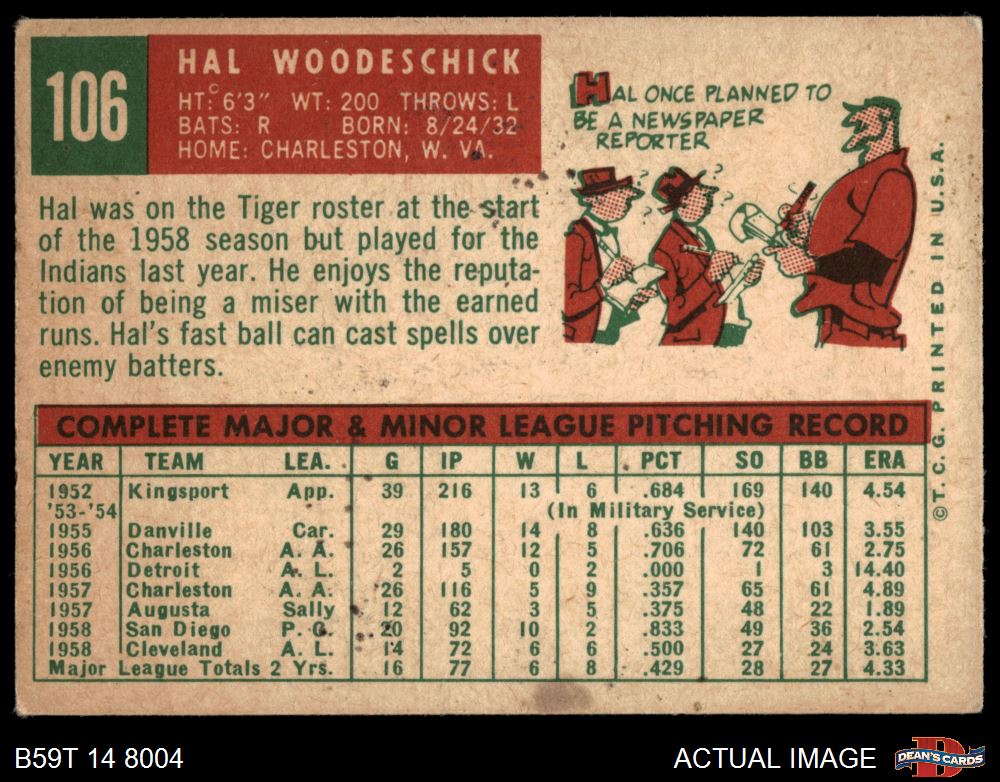 106
HAL WOODESCHICK
HT: 6'3" WT: 200 THROWS: L
BATS: R BORN: 8/24/32
HOME: CHARLESTON, W. VA.
HAL ONCE PLANNED TO
BE A NEWSPAPER
REPORTER
? ? ? ? ? ?
Hal was on the Tiger roster at the start
of the 1958 season but played for the
Indians last year. He enjoys the reputa-
tion of being a miser with the earned
runs. Hal's fast ball can cast spells over
enemy batters.
COMPLETE MAJOR & MINOR LEAGUE PITCHING RECORD
YEAR TEAM LEA. G IP W L PCT SO BB ERA
1952 Kingsport App. 39 216 13 6 .684 169 140 4.54
'53-'54 (In Military Service)
1955 Danville Car. 29 180 14 8 .636 140 103 3.55
1956 Charleston A. A. 26 157 12 5 .706 72 61 2.75
1956 Detroit A. L. 2 5 0 2 .000 1 3 14.40
1957 Charleston A. A. 26 116 5 9 .357 65 61 4.89
1957 Augusta Sally 12 62 3 5 .375 48 22 1.89
1958 San Diego P. C. 20 92 10 2 .833 49 36 2.54
1958 Cleveland A. L. 14 72 6 6 .500 27 24 3.63
Major League Totals 2 Yrs. 16 77 6 8 .429 28 27 4.33
©T.C.G. PRINTED IN U.S.A.
B59T 14 8004
ACTUAL IMAGE
D
DEAN'S CARDS